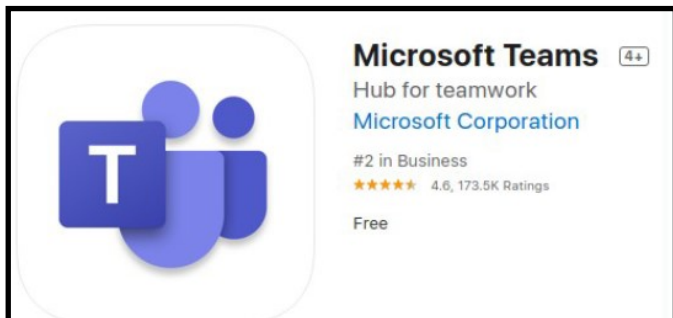 T
Microsoft Teams 4+
Hub for teamwork
Microsoft Corporation
#2 in Business
4.6, 173.5K Ratings
Free